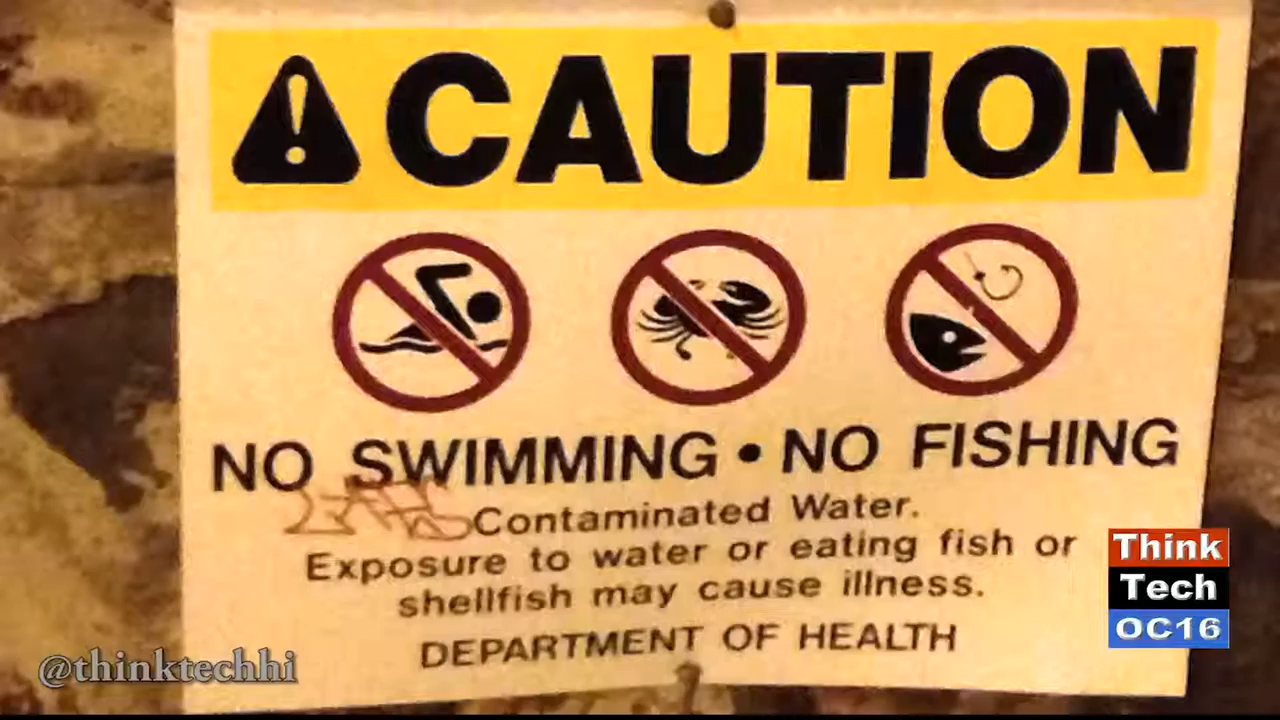 CAUTION
NO SWIMMING • NO FISHING
Contaminated Water.
Exposure to water or eating fish or
shellfish may cause illness.
DEPARTMENT OF HEALTH
Think
Tech
OC16
@thinktechhi